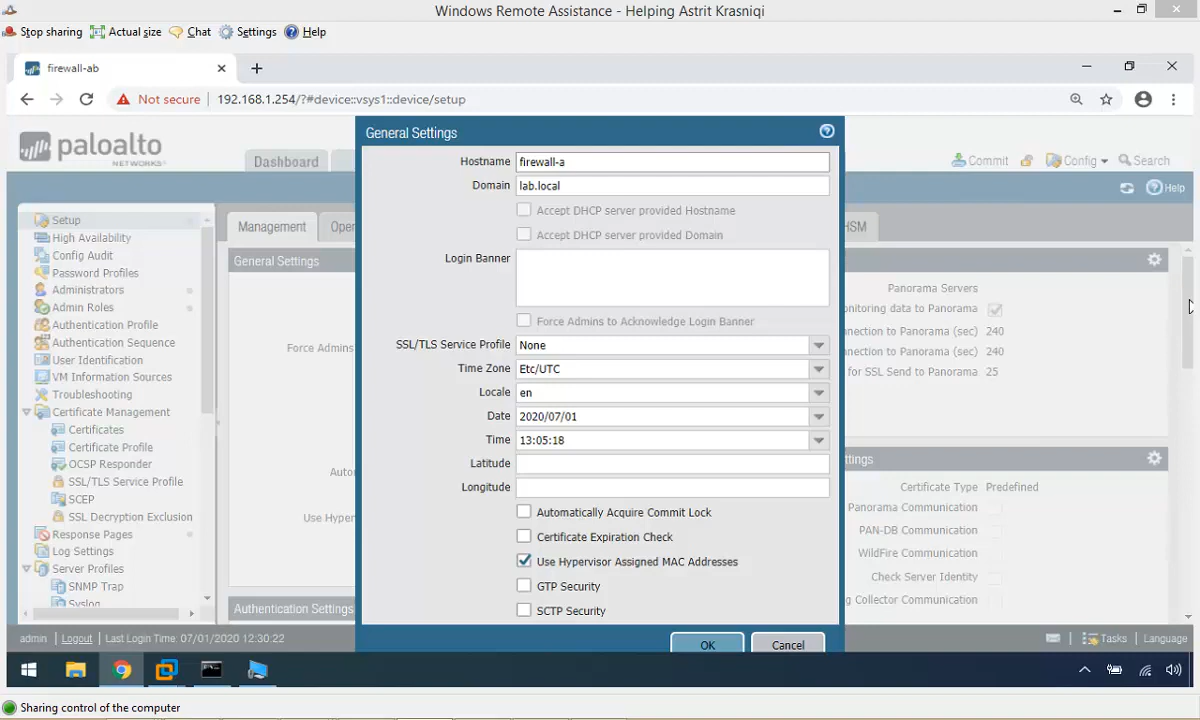 Windows Remote Assistance - Helping Astrit Krasniqi
Stop sharing Actual size Chat Settings Help
firewall-ab
Not secure 192.168.1.254/?#device::vsys1::device/setup
paloalto
NETWORKS
Dashboard
Commit Config Search
Help
General Settings
Hostname firewall-a
Domain lab.local
Accept DHCP server provided Hostname
Accept DHCP server provided Domain
Login Banner
Force Admins to Acknowledge Login Banner
SSL/TLS Service Profile None
Time Zone Etc/UTC
Locale en
Date 2020/07/01
Time 13:05:18
Latitude
Longitude
Automatically Acquire Commit Lock
Certificate Expiration Check
Use Hypervisor Assigned MAC Addresses
GTP Security
SCTP Security
OK Cancel
Setup
High Availability
Config Audit
Password Profiles
Administrators
Admin Roles
Authentication Profile
Authentication Sequence
User Identification
VM Information Sources
Troubleshooting
Certificate Management
Certificates
Certificate Profile
OCSP Responder
SSL/TLS Service Profile
SCEP
SSL Decryption Exclusion
Response Pages
Log Settings
Server Profiles
SNMP Trap
Syslog
Management Oper
HSM
General Settings
Force Admins
Auto
Use Hyper
Authentication Settings
Panorama Servers
onitoring data to Panorama
nnection to Panorama (sec) 240
nnection to Panorama (sec) 240
for SSL Send to Panorama 25
ttings
Certificate Type Predefined
Panorama Communication
PAN-DB Communication
WildFire Communication
Check Server Identity
g Collector Communication
admin Logout Last Login Time: 07/01/2020 12:30:22
Tasks Language
Sharing control of the computer